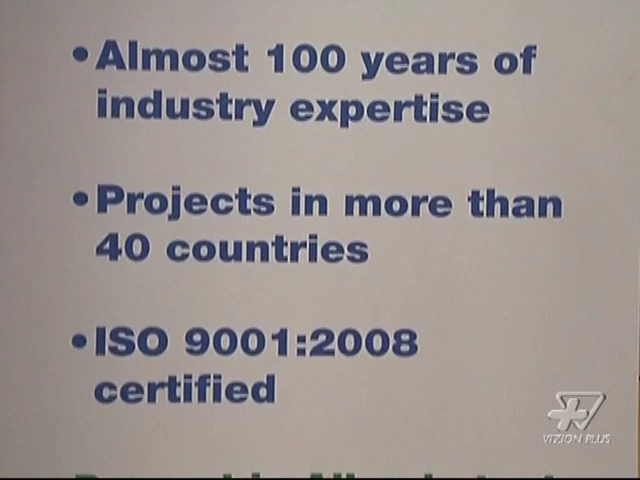 •Almost 100 years of
industry expertise
•Projects in more than
40 countries
•ISO 9001:2008
certified
VIZION PLUS